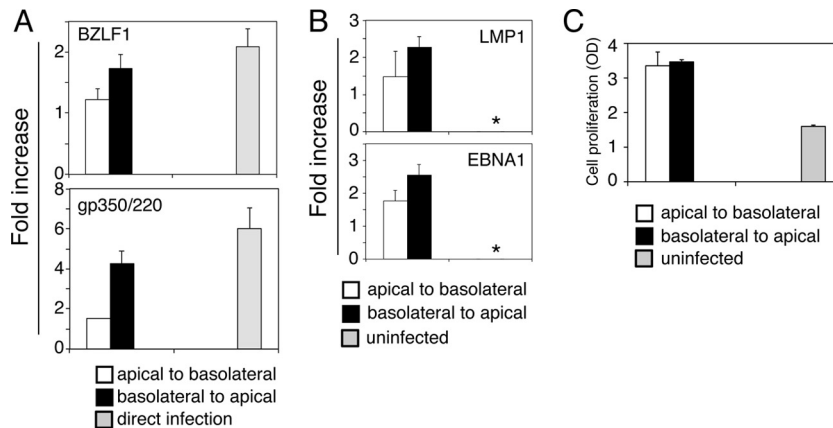 A
BZLF1
2
1
0
gp350/220
8
6
4
2
0
Fold increase
apical to basolateral
basolateral to apical
direct infection
B
LMP1
3
2
1
0
*
EBNA1
3
2
1
0
*
Fold increase
apical to basolateral
basolateral to apical
uninfected
C
4
3
2
1
0
Cell proliferation (OD)
apical to basolateral
basolateral to apical
uninfected